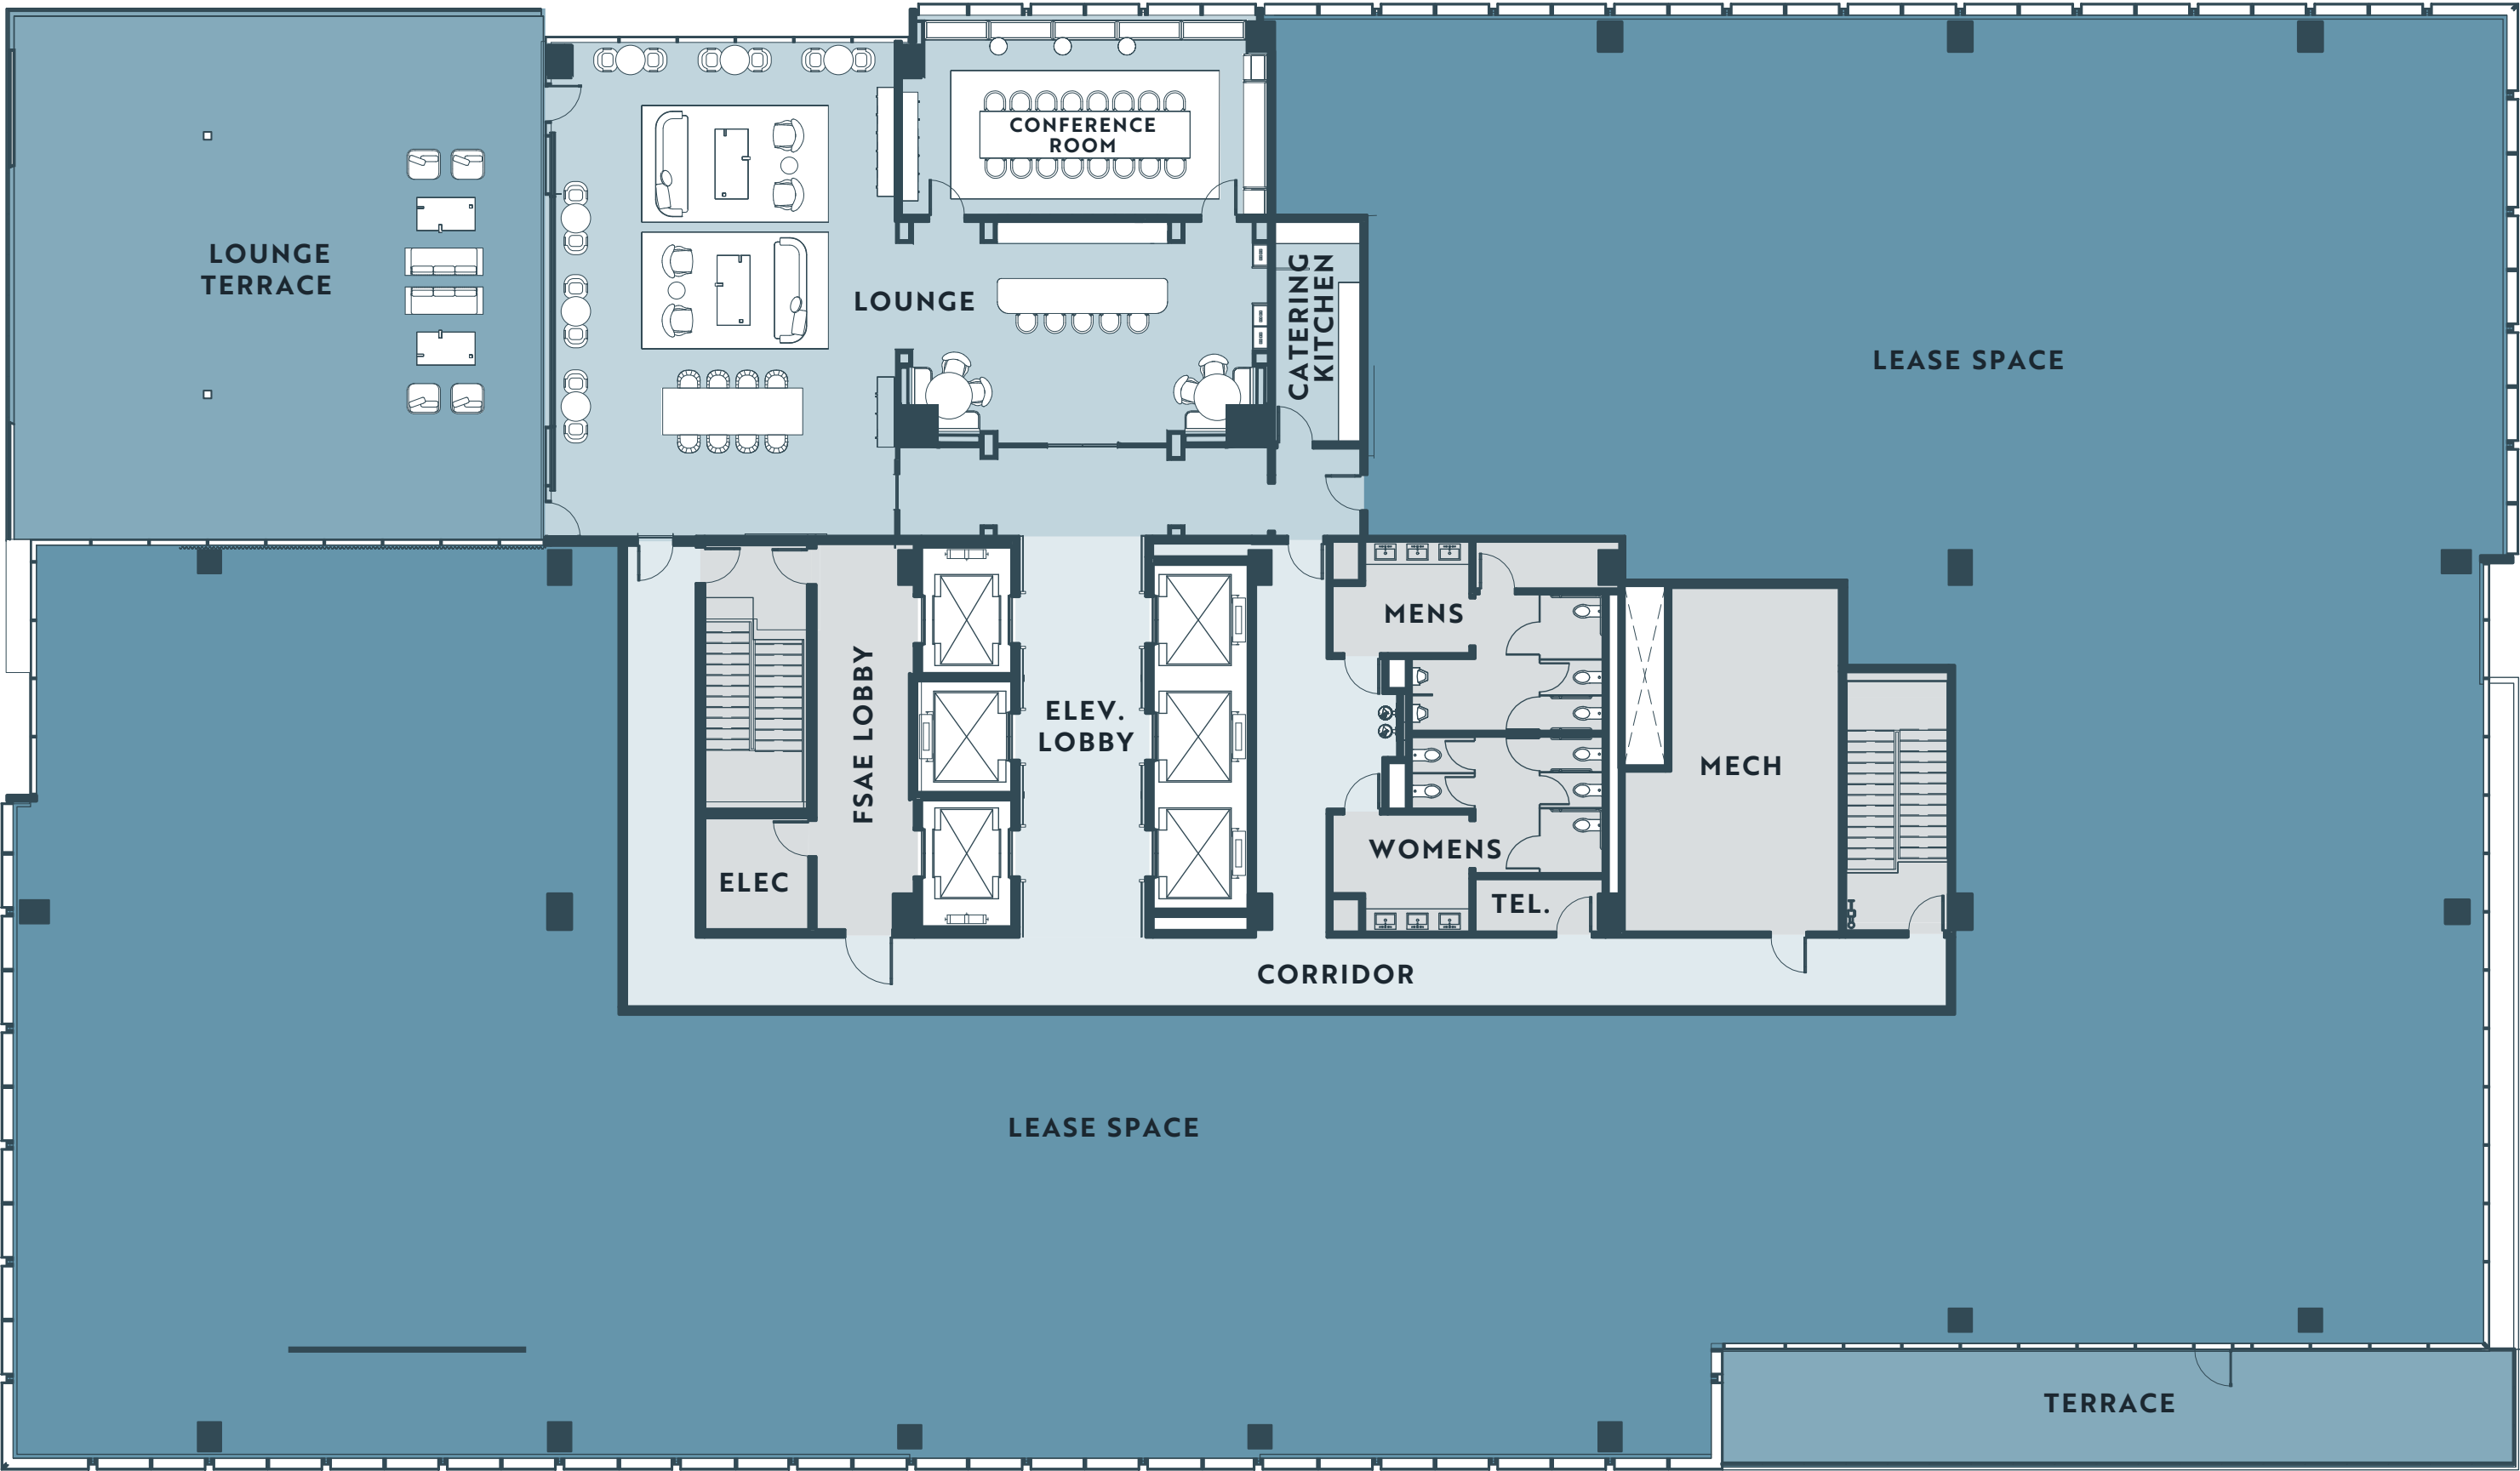 CONFERENCE
ROOM
LOUNGE
TERRACE
LOUNGE
CATERING
KITCHEN
LEASE SPACE
MENS
FSAE LOBBY
ELEV.
LOBBY
MECH
WOMENS
ELEC
TEL.
CORRIDOR
LEASE SPACE
TERRACE